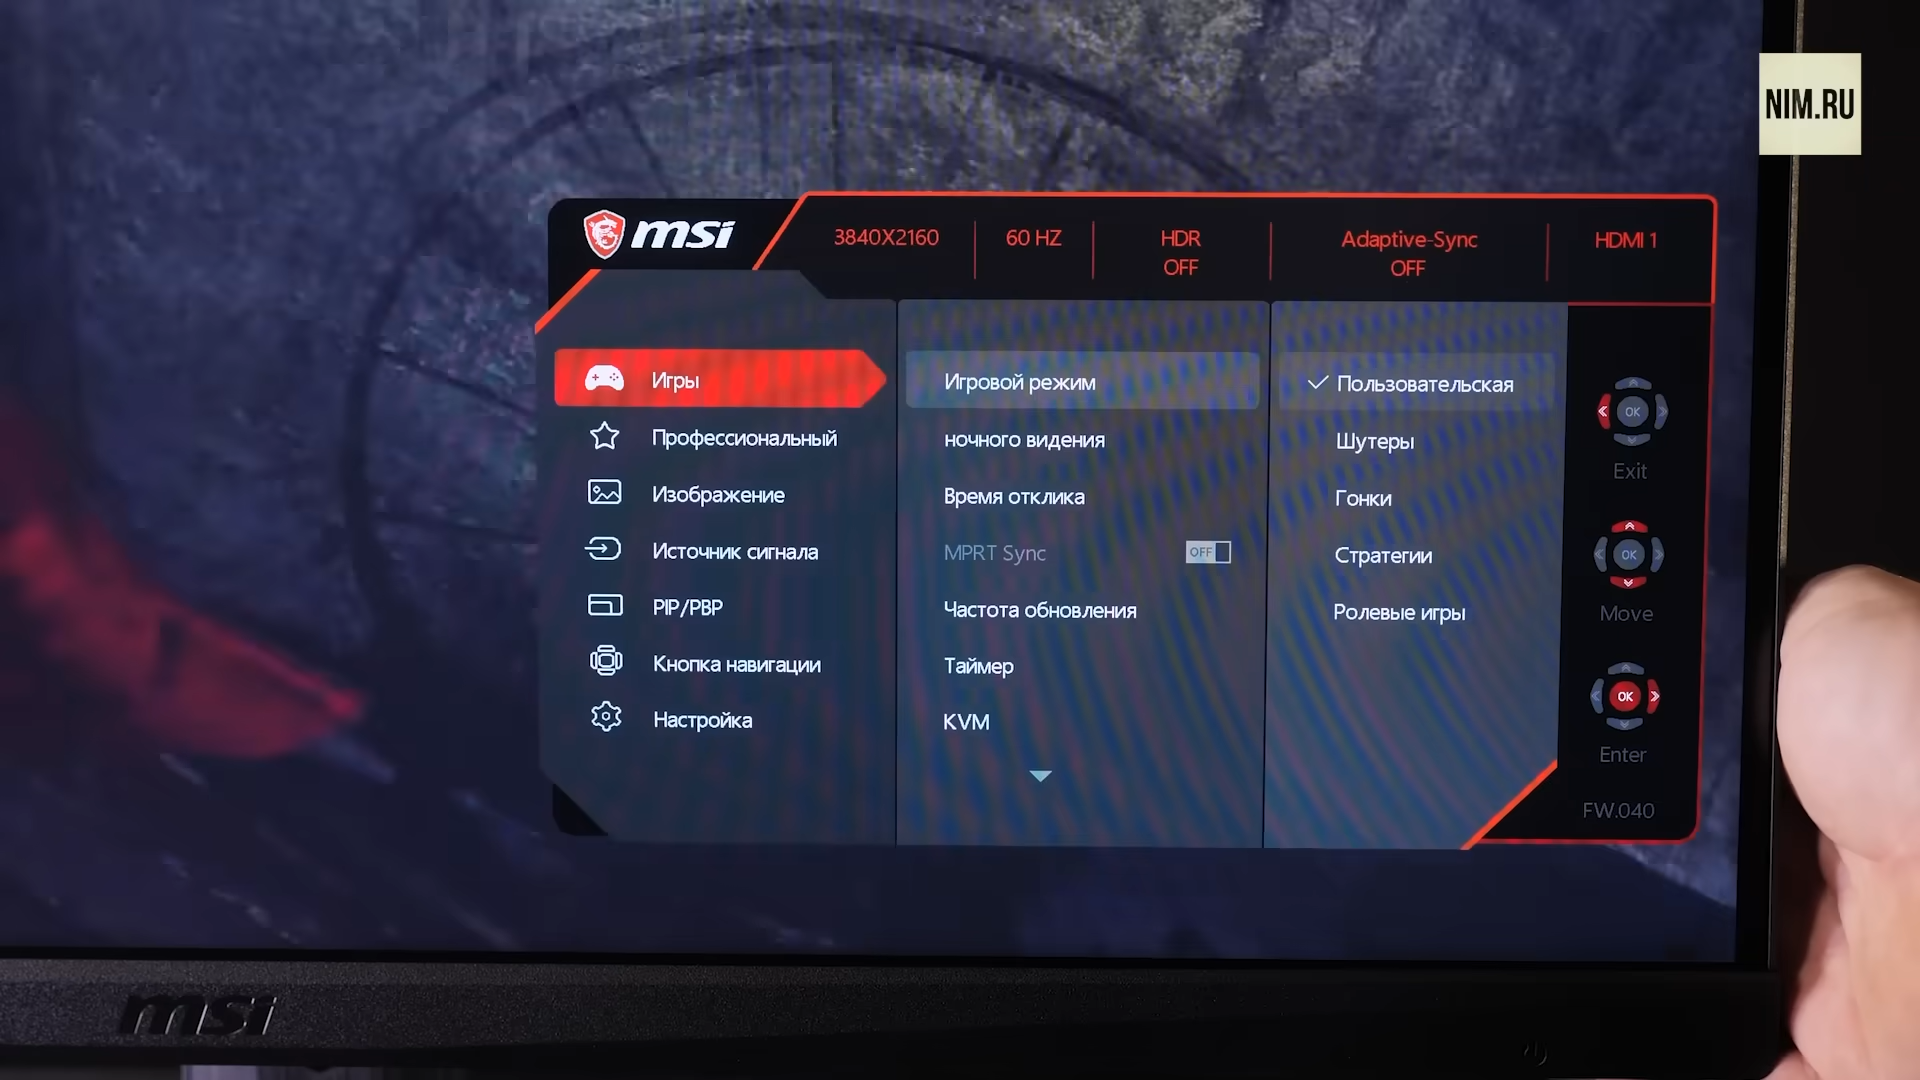 NIM.RU
msi
3840X2160
60 HZ
HDR
OFF
Adaptive-Sync
OFF
HDMI 1
Игры
Профессиональный
Изображение
Источник сигнала
PIP/PBP
Кнопка навигации
Настройка
Игровой режим
ночного видения
Время отклика
MPRT Sync
OFF
Частота обновления
Таймер
KVM
Пользовательская
Шутеры
Гонки
Стратегии
Ролевые игры
OK
Exit
OK
Move
OK
Enter
FW.040
msi